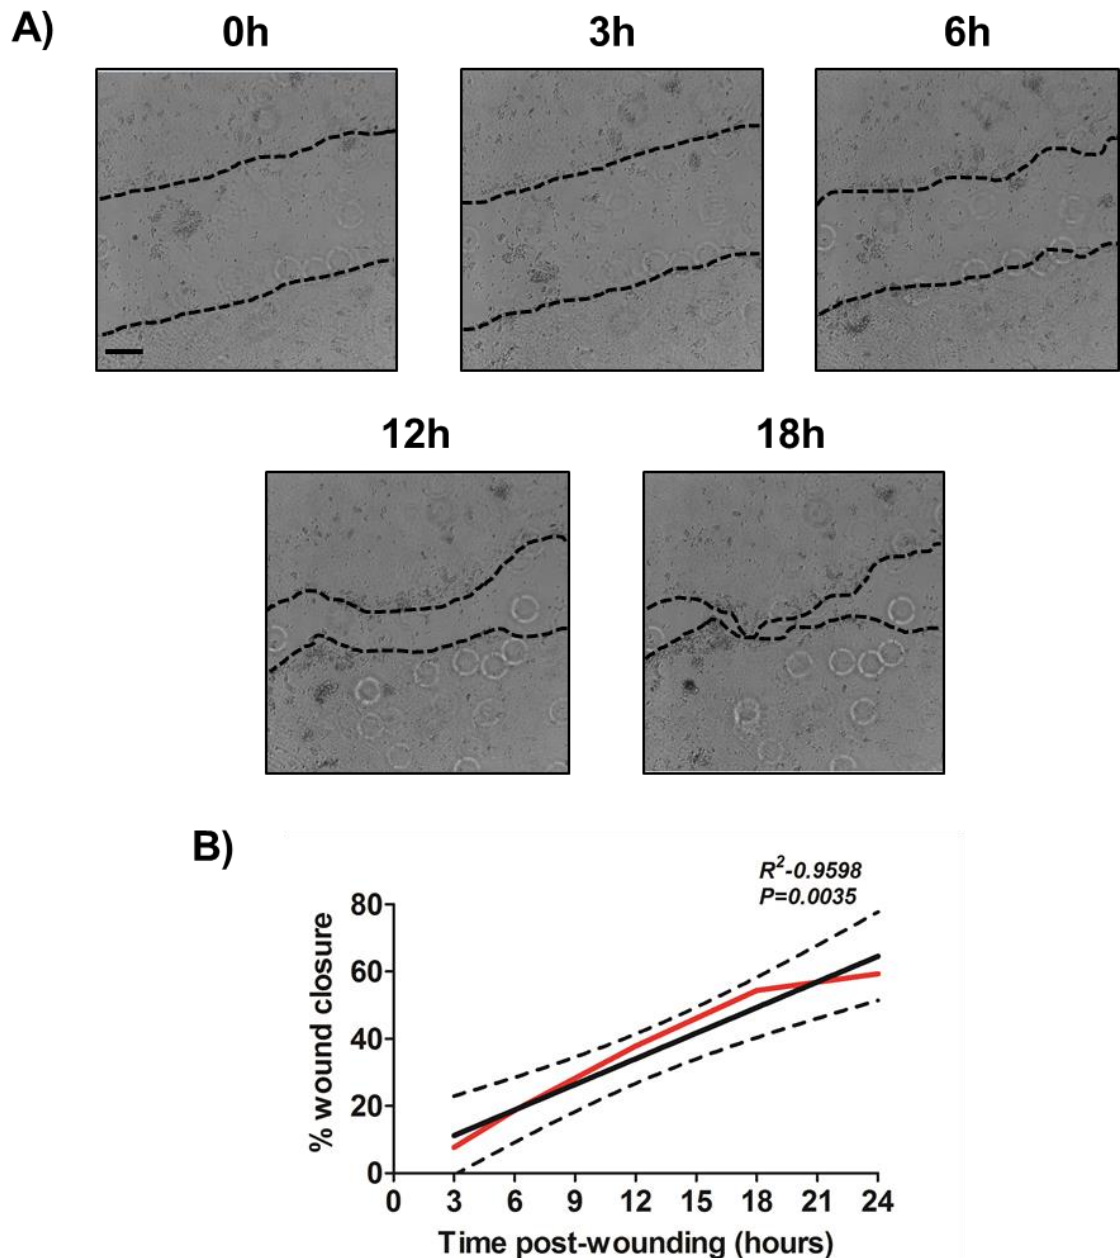 A)
0h
3h
6h
12h
18h
B)
R²-0.9598
P=0.0035
% wound closure
80
60
40
20
0
0 3 6 9 12 15 18 21 24
Time post-wounding (hours)